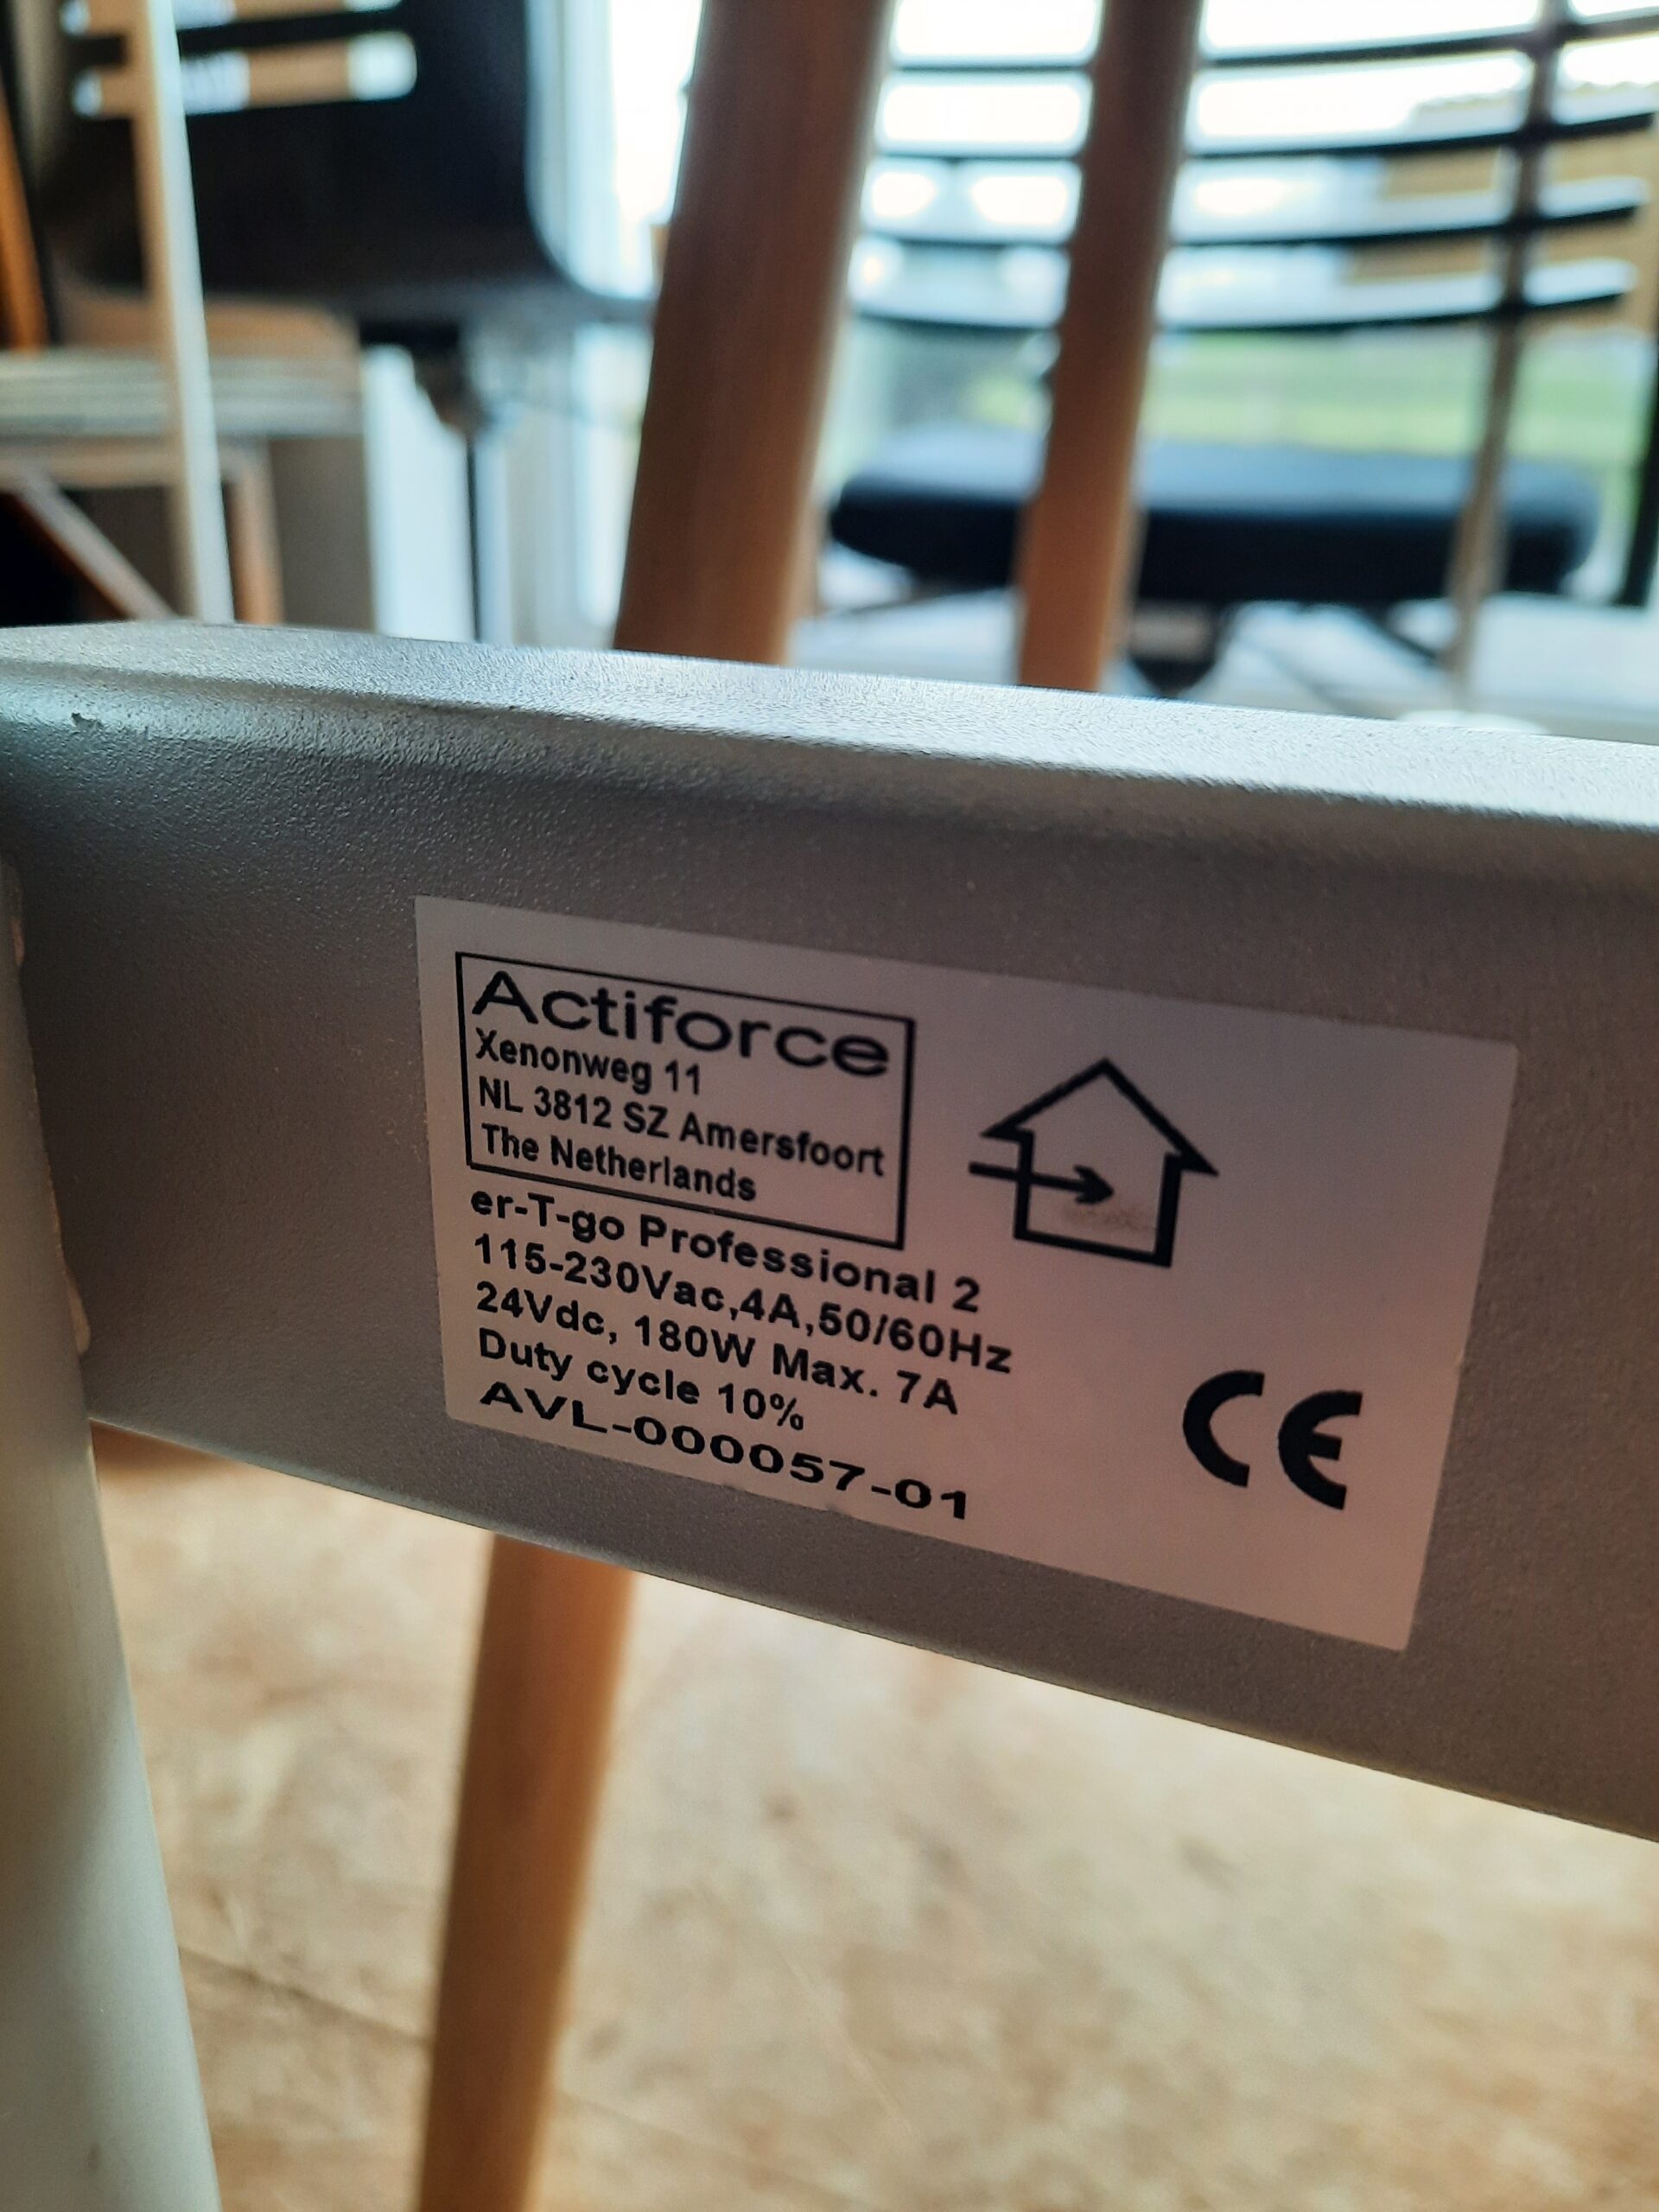 Actiforce
Xenonweg 11
NL 3812 SZ Amersfoort
The Netherlands
er-T-go Professional 2
115-230Vac,4A,50/60Hz
24Vdc, 180W Max. 7A
Duty cycle 10%
AVL-000057-01
CE